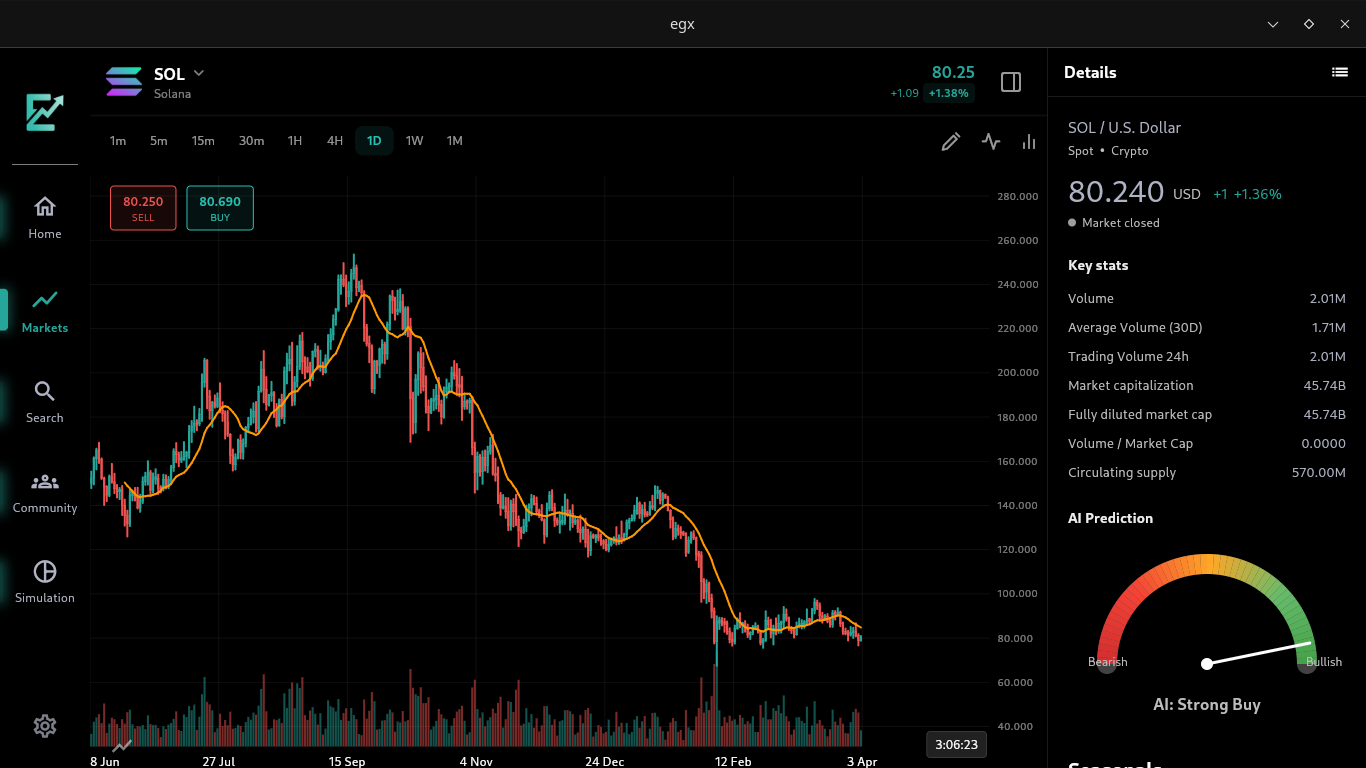 egx
SOL
Solana
80.25
+1.09 +1.38%
Details
1m 5m 15m 30m 1H 4H 1D 1W 1M
80.250
SELL
80.690
BUY
Home
Markets
Search
Community
Simulation
280.000
260.000
240.000
220.000
200.000
180.000
160.000
140.000
120.000
100.000
80.000
60.000
40.000
3:06:23
8 Jun 27 Jul 15 Sep 4 Nov 24 Dec 12 Feb 3 Apr
SOL / U.S. Dollar
Spot • Crypto
80.240 USD +1 +1.36%
Market closed
Key stats
Volume 2.01M
Average Volume (30D) 1.71M
Trading Volume 24h 2.01M
Market capitalization 45.74B
Fully diluted market cap 45.74B
Volume / Market Cap 0.0000
Circulating supply 570.00M
AI Prediction
Bearish Bullish
AI: Strong Buy